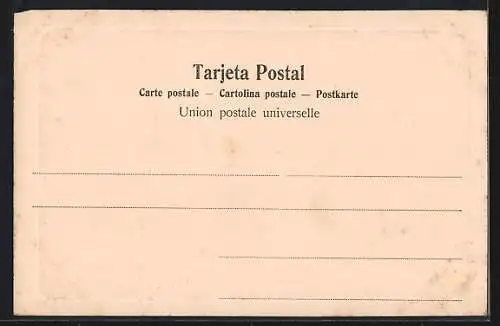 Tarjeta Postal
Carte postale — Cartolina postale — Postkarte
Union postale universelle